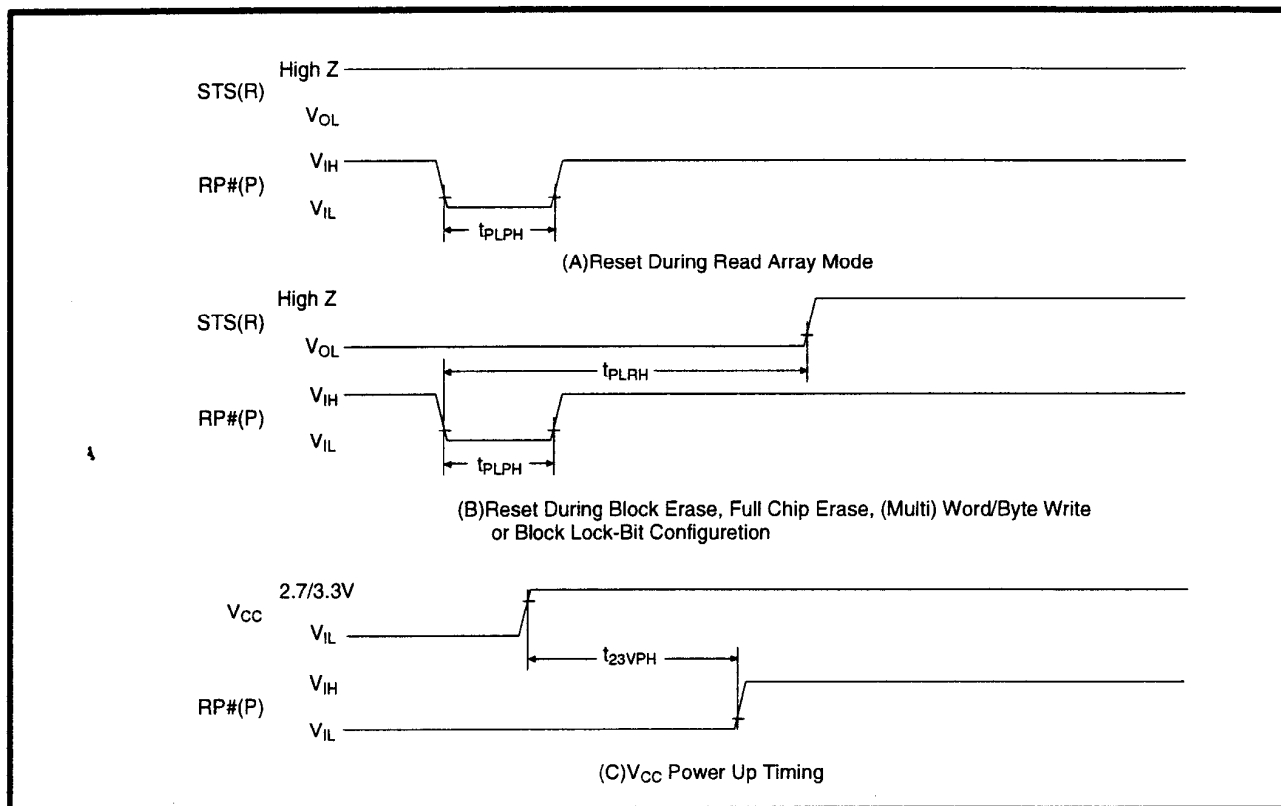 High Z
STS(R)
VOL
VIH
RP#(P)
VIL
tPLPH
(A)Reset During Read Array Mode
High Z
STS(R)
VOL
tPLRH
VIH
RP#(P)
VIL
tPLPH
(B)Reset During Block Erase, Full Chip Erase, (Multi) Word/Byte Write
or Block Lock-Bit Configuretion
2.7/3.3V
VCC
VIL
t23VPH
VIH
RP#(P)
VIL
(C)VCC Power Up Timing